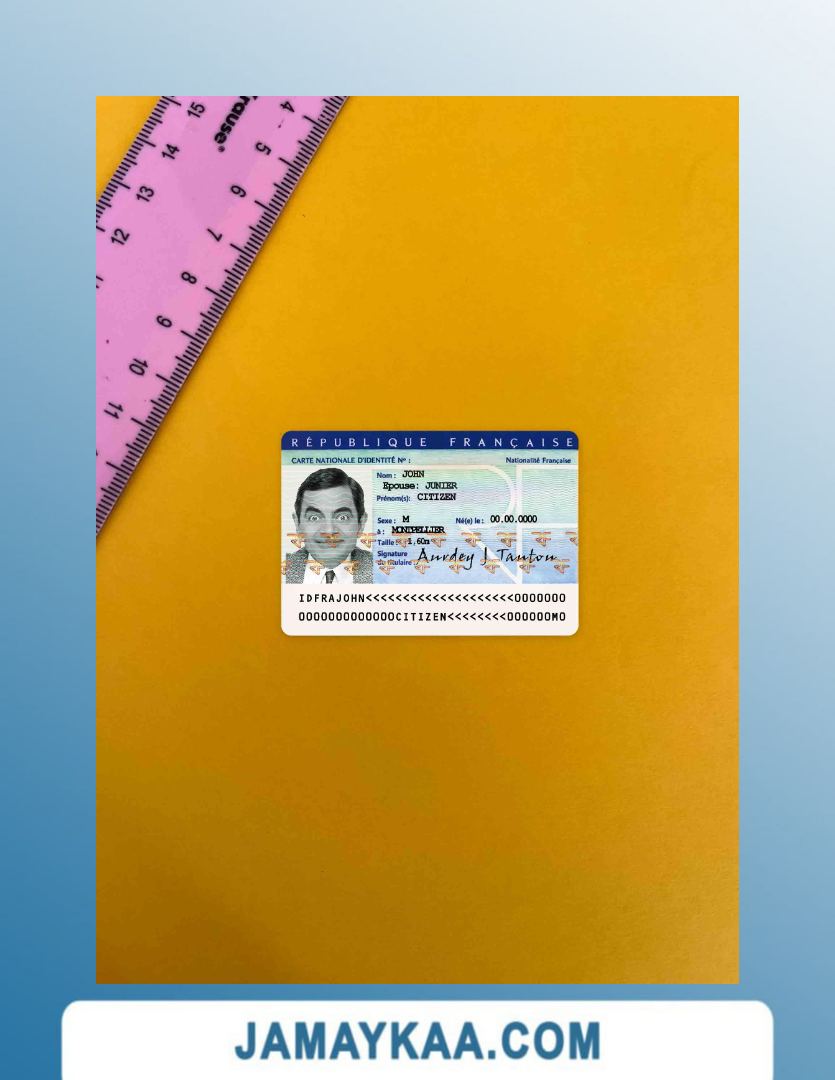 15
14
13
12
11
10
9
8
7
6
5
4
RÉPUBLIQUE FRANÇAISE
CARTE NATIONALE D'IDENTITÉ Nº :
Nationalité Française
Nom : JOHN
Epouse: JUNIER
Prénom(s): CITIZEN
Sexe : M
Né(e) le : 00.00.0000
à : MONTPELLIER
Taille : 1,60m
Signature
du titulaire : Aurdey J Tauton
IDFRAJOHN<<<<<<<<<<<<<<<<<<<<0000000
0000000000000CITIZEN<<<<<<<<000000M0
JAMAYKAA.COM